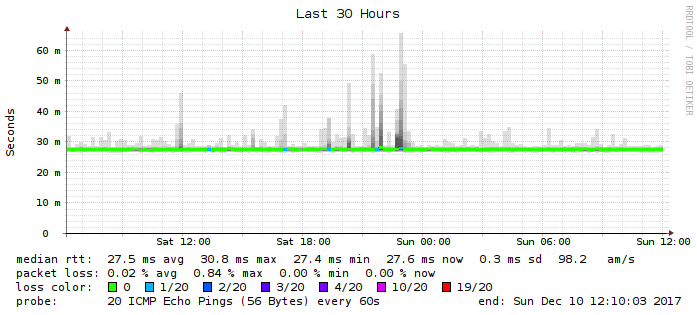 Last 30 Hours
RRDTOOL / TOBI OETIKER
Seconds
60 m
50 m
40 m
30 m
20 m
10 m
0
Sat 12:00 Sat 18:00 Sun 00:00 Sun 06:00 Sun 12:00
median rtt: 27.5 ms avg 30.8 ms max 27.4 ms min 27.6 ms now 0.3 ms sd 98.2 am/s
packet loss: 0.02 % avg 0.84 % max 0.00 % min 0.00 % now
loss color: 0 1/20 2/20 3/20 4/20 10/20 19/20
probe: 20 ICMP Echo Pings (56 Bytes) every 60s end: Sun Dec 10 12:10:03 2017